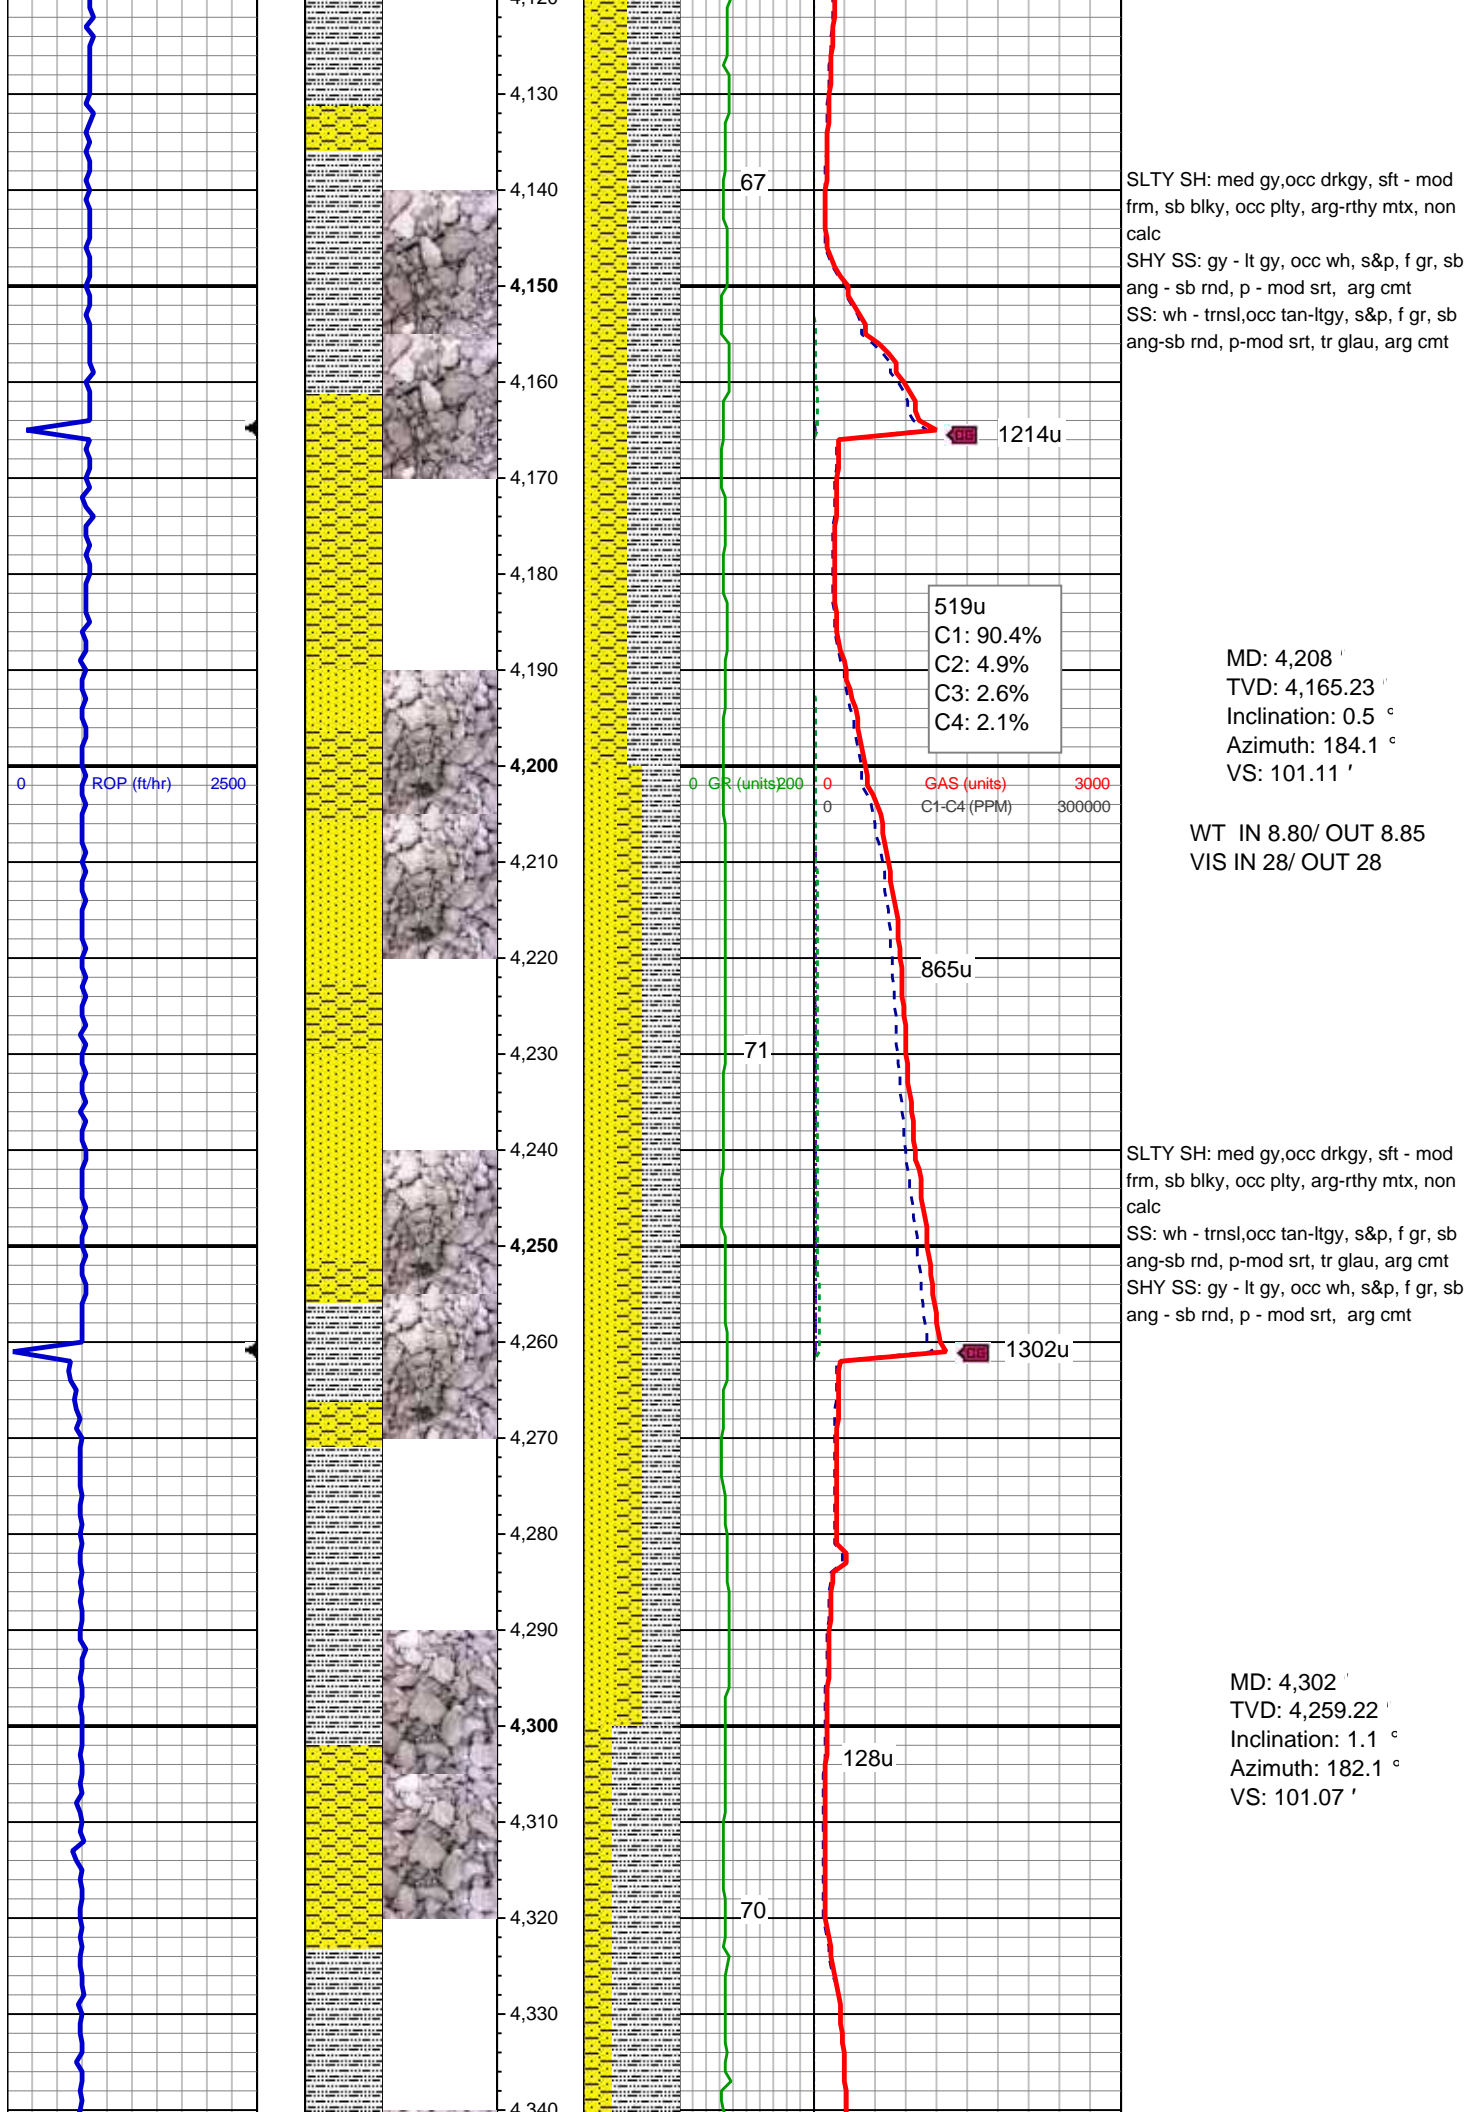 4,120
4,130
67
4,140
SLTY SH: med gy,occ drkgy, sft - mod
frm, sb blky, occ plty, arg-rthy mtx, non
calc
SHY SS: gy - lt gy, occ wh, s&p, f gr, sb
ang - sb rnd, p - mod srt, arg cmt
SS: wh - trnsl,occ tan-ltgy, s&p, f gr, sb
ang-sb rnd, p-mod srt, tr glau, arg cmt
4,150
4,160
1214u
4,170
4,180
519u
C1: 90.4%
C2: 4.9%
C3: 2.6%
C4: 2.1%
4,190
MD: 4,208 '
TVD: 4,165.23 '
Inclination: 0.5 °
Azimuth: 184.1 °
VS: 101.11 '
4,200
0 ROP (ft/hr) 2500
0 GR (units) 200
0 GAS (units) 3000
0 C1-C4 (PPM) 300000
WT IN 8.80/ OUT 8.85
VIS IN 28/ OUT 28
4,210
4,220
865u
4,230
71
4,240
SLTY SH: med gy,occ drkgy, sft - mod
frm, sb blky, occ plty, arg-rthy mtx, non
calc
SS: wh - trnsl,occ tan-ltgy, s&p, f gr, sb
ang-sb rnd, p-mod srt, tr glau, arg cmt
SHY SS: gy - lt gy, occ wh, s&p, f gr, sb
ang - sb rnd, p - mod srt, arg cmt
4,250
4,260
CG 1302u
4,270
4,280
4,290
MD: 4,302 '
TVD: 4,259.22 '
Inclination: 1.1 °
Azimuth: 182.1 °
VS: 101.07 '
4,300
128u
4,310
4,320
70
4,330
4,340